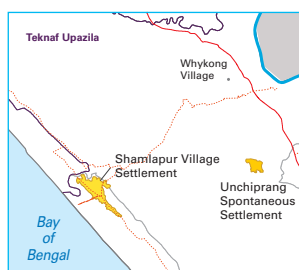 Teknaf Upazila
Whykong
Village
Shamlapur Village
Settlement
Unchiprang
Spontaneous
Settlement
Bay
of
Bengal